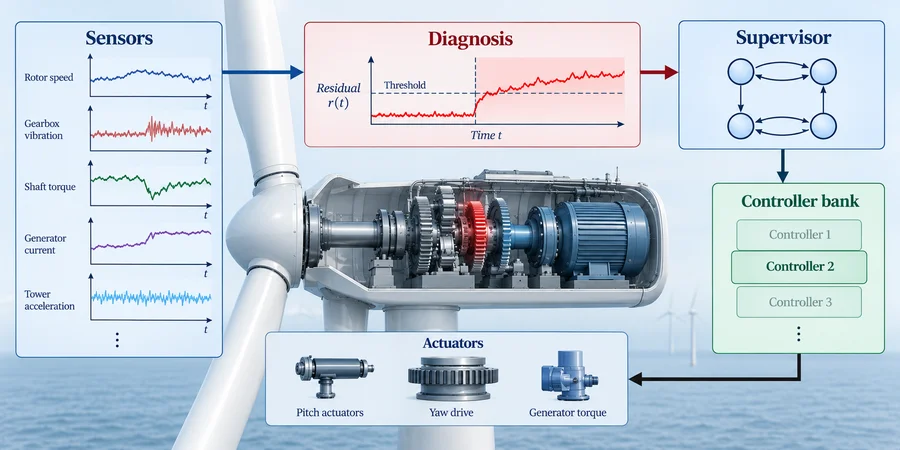 Sensors
Rotor speed
t
Gearbox
vibration
t
Shaft torque
t
Generator
current
t
Tower
acceleration
t
Diagnosis
Residual
r(t)
Threshold
Time t
Supervisor
Controller bank
Controller 1
Controller 2
Controller 3
Actuators
Pitch actuators
Yaw drive
Generator torque